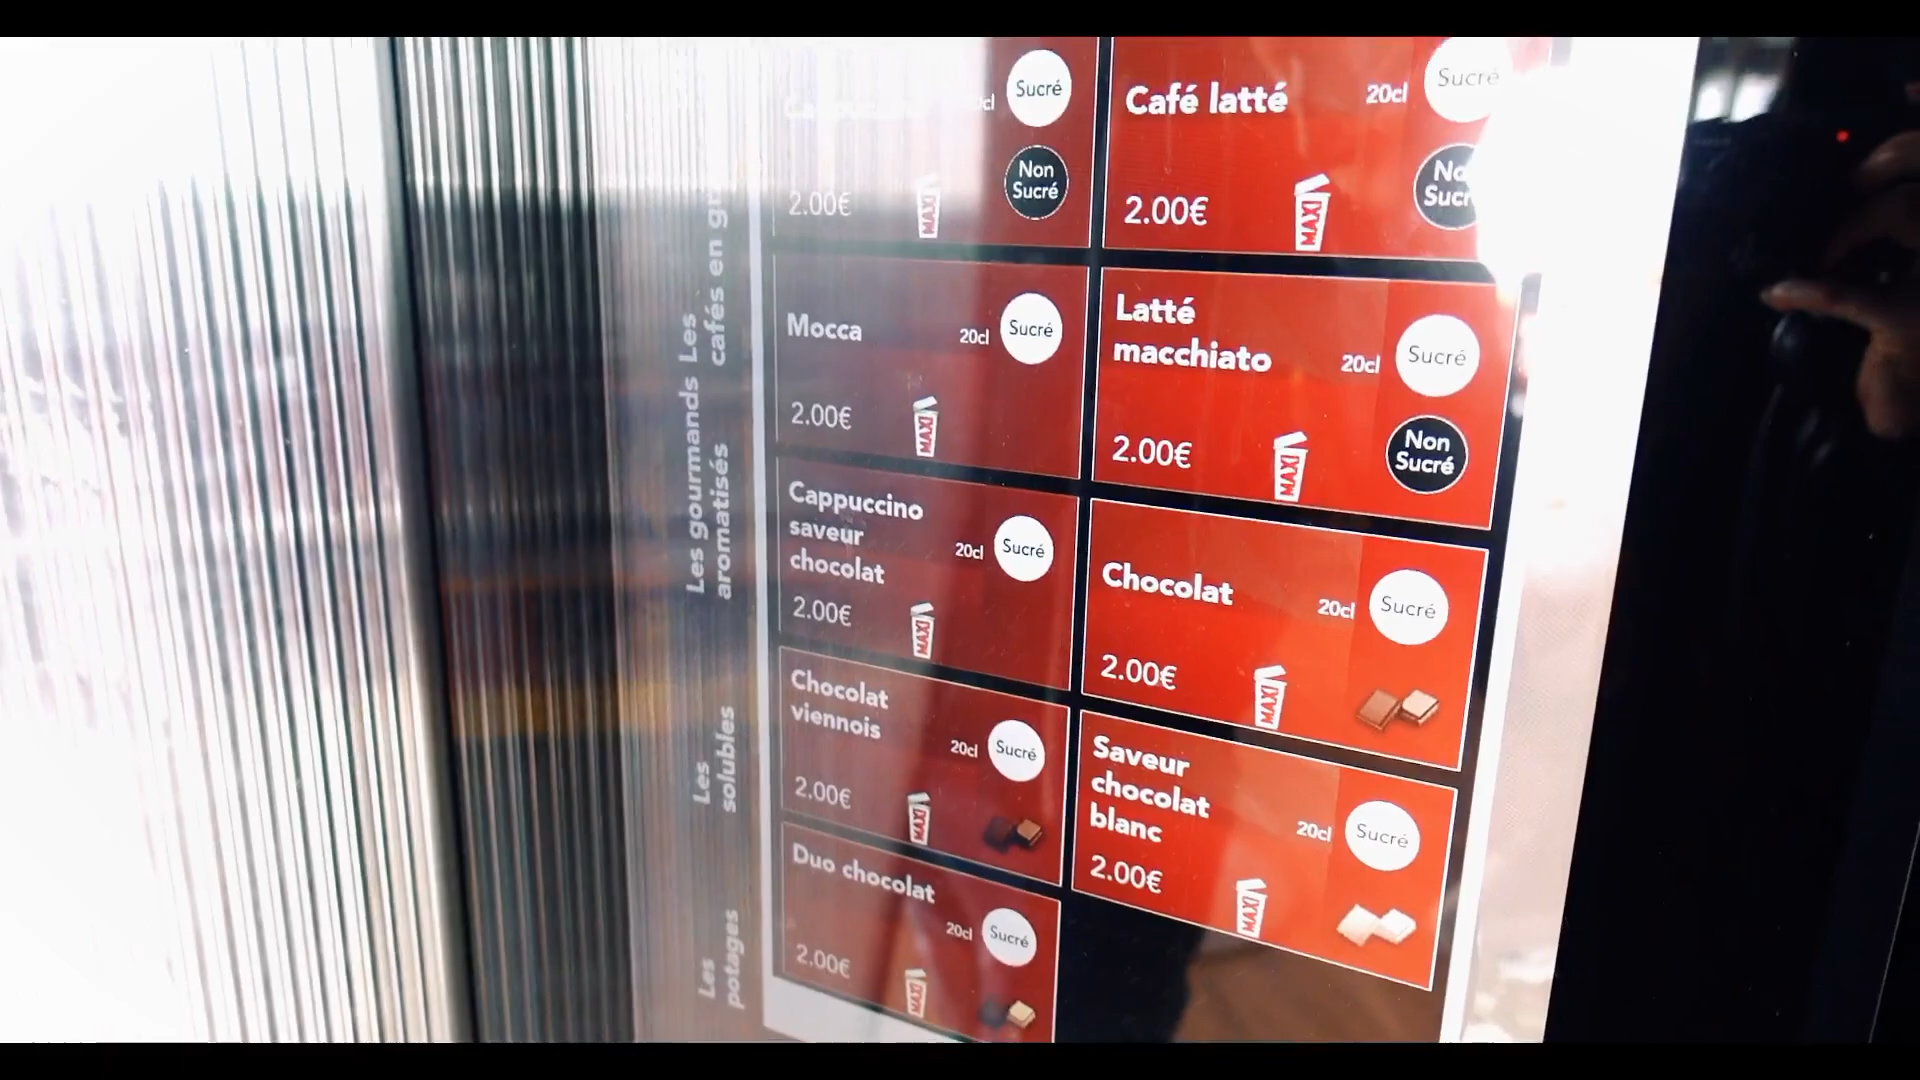 Sucré
2.00€
MAXI
Non
Sucré
Café latté
20cl
Sucré
2.00€
MAXI
Mocca
20cl
Sucré
2.00€
MAXI
Latté
macchiato
20cl
Sucré
2.00€
MAXI
Non
Sucré
Cappuccino
saveur
chocolat
20cl
Sucré
2.00€
MAXI
Chocolat
20cl
Sucré
2.00€
MAXI
Chocolat
viennois
20cl
Sucré
2.00€
MAXI
Saveur
chocolat
blanc
20cl
Sucré
2.00€
MAXI
Duo chocolat
20cl
Sucré
2.00€
MAXI
Les
cafés en
Les gourmands
aromatisés
Les
solubles
Les
potages